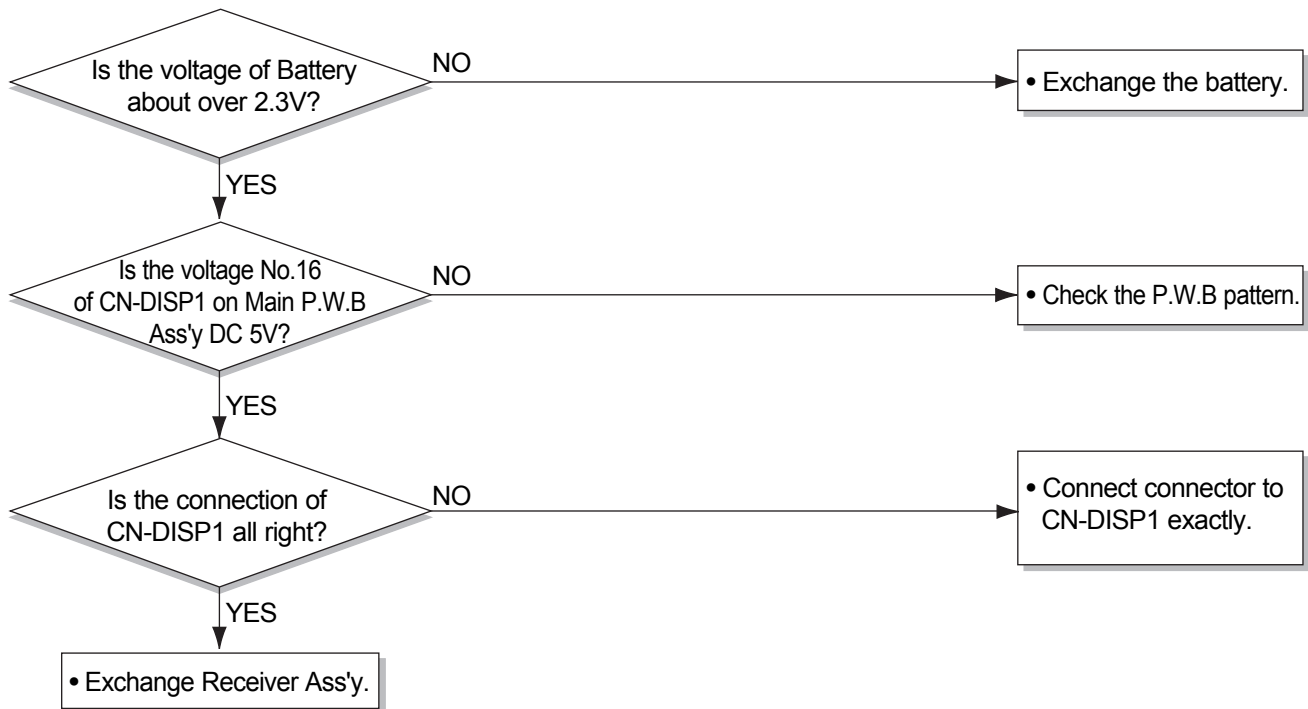 Is the voltage of Battery
about over 2.3V?
NO
• Exchange the battery.
YES
Is the voltage No.16
of CN-DISP1 on Main P.W.B
Ass'y DC 5V?
NO
• Check the P.W.B pattern.
YES
Is the connection of
CN-DISP1 all right?
NO
• Connect connector to
CN-DISP1 exactly.
YES
• Exchange Receiver Ass'y.